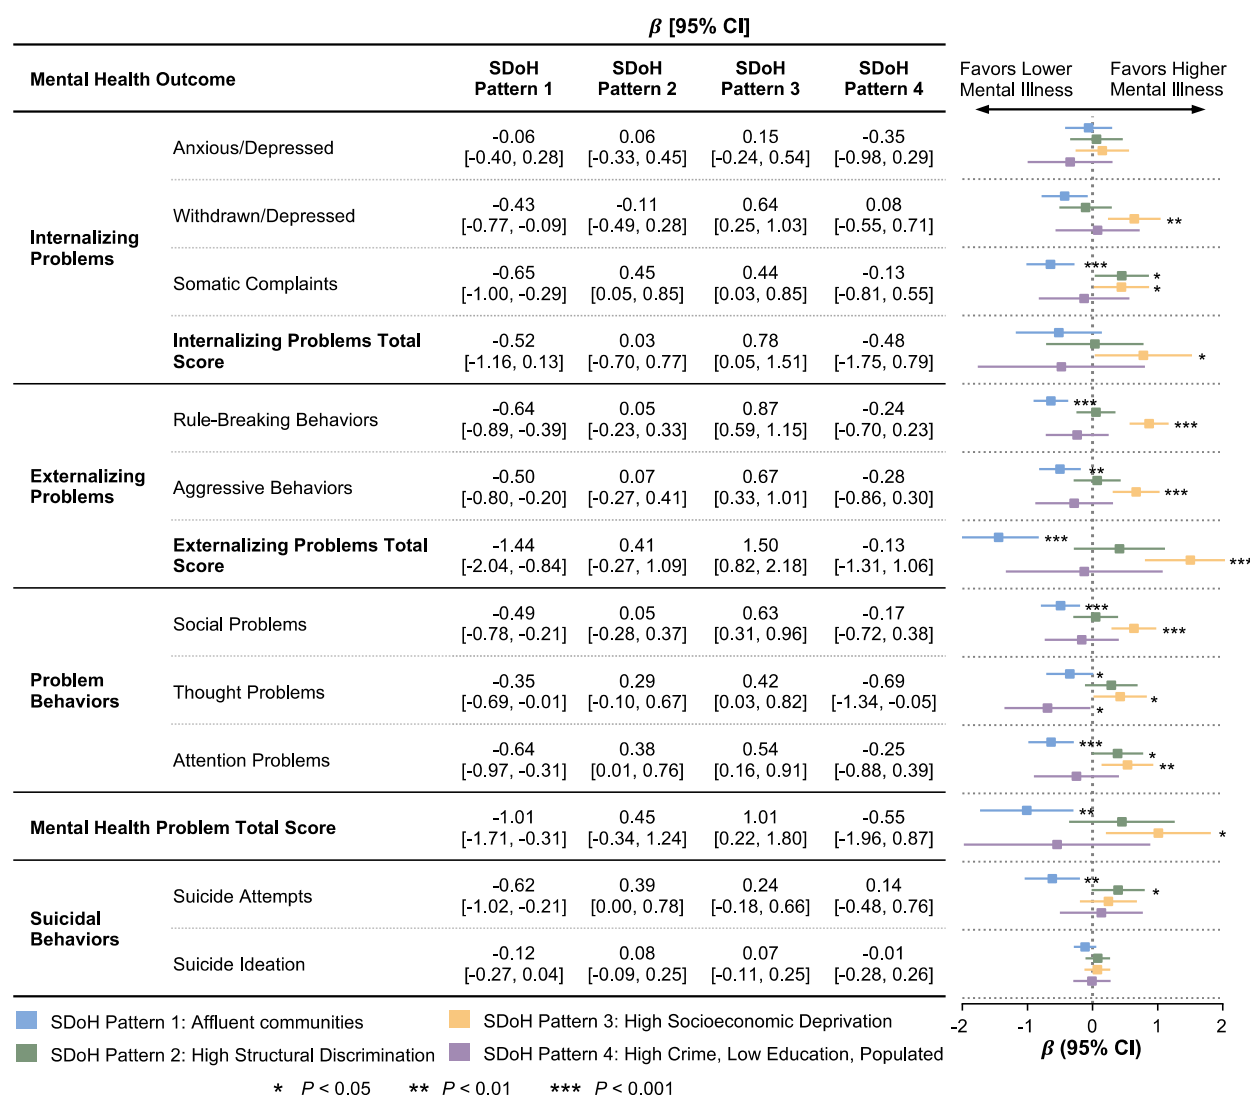 β [95% CI]
Mental Health Outcome
SDoH Pattern 1
SDoH Pattern 2
SDoH Pattern 3
SDoH Pattern 4
Favors Lower Mental Illness
Favors Higher Mental Illness
Internalizing Problems
Anxious/Depressed
-0.06 0.06 0.15 -0.35
[-0.40, 0.28] [-0.33, 0.45] [-0.24, 0.54] [-0.98, 0.29]
Withdrawn/Depressed
-0.43 -0.11 0.64 0.08
[-0.77, -0.09] [-0.49, 0.28] [0.25, 1.03] [-0.55, 0.71]
**
Somatic Complaints
-0.65 0.45 0.44 -0.13
[-1.00, -0.29] [0.05, 0.85] [0.03, 0.85] [-0.81, 0.55]
***
*
*
Internalizing Problems Total Score
-0.52 0.03 0.78 -0.48
[-1.16, 0.13] [-0.70, 0.77] [0.05, 1.51] [-1.75, 0.79]
*
Externalizing Problems
Rule-Breaking Behaviors
-0.64 0.05 0.87 -0.24
[-0.89, -0.39] [-0.23, 0.33] [0.59, 1.15] [-0.70, 0.23]
***
***
Aggressive Behaviors
-0.50 0.07 0.67 -0.28
[-0.80, -0.20] [-0.27, 0.41] [0.33, 1.01] [-0.86, 0.30]
**
***
Externalizing Problems Total Score
-1.44 0.41 1.50 -0.13
[-2.04, -0.84] [-0.27, 1.09] [0.82, 2.18] [-1.31, 1.06]
***
***
Problem Behaviors
Social Problems
-0.49 0.05 0.63 -0.17
[-0.78, -0.21] [-0.28, 0.37] [0.31, 0.96] [-0.72, 0.38]
***
***
Thought Problems
-0.35 0.29 0.42 -0.69
[-0.69, -0.01] [-0.10, 0.67] [0.03, 0.82] [-1.34, -0.05]
*
*
*
Attention Problems
-0.64 0.38 0.54 -0.25
[-0.97, -0.31] [0.01, 0.76] [0.16, 0.91] [-0.88, 0.39]
***
*
**
Mental Health Problem Total Score
-1.01 0.45 1.01 -0.55
[-1.71, -0.31] [-0.34, 1.24] [0.22, 1.80] [-1.96, 0.87]
**
*
Suicidal Behaviors
Suicide Attempts
-0.62 0.39 0.24 0.14
[-1.02, -0.21] [0.00, 0.78] [-0.18, 0.66] [-0.48, 0.76]
**
*
Suicide Ideation
-0.12 0.08 0.07 -0.01
[-0.27, 0.04] [-0.09, 0.25] [-0.11, 0.25] [-0.28, 0.26]
-2 -1 0 1 2
β (95% CI)
SDoH Pattern 1: Affluent communities
SDoH Pattern 2: High Structural Discrimination
SDoH Pattern 3: High Socioeconomic Deprivation
SDoH Pattern 4: High Crime, Low Education, Populated
* P < 0.05 ** P < 0.01 *** P < 0.001